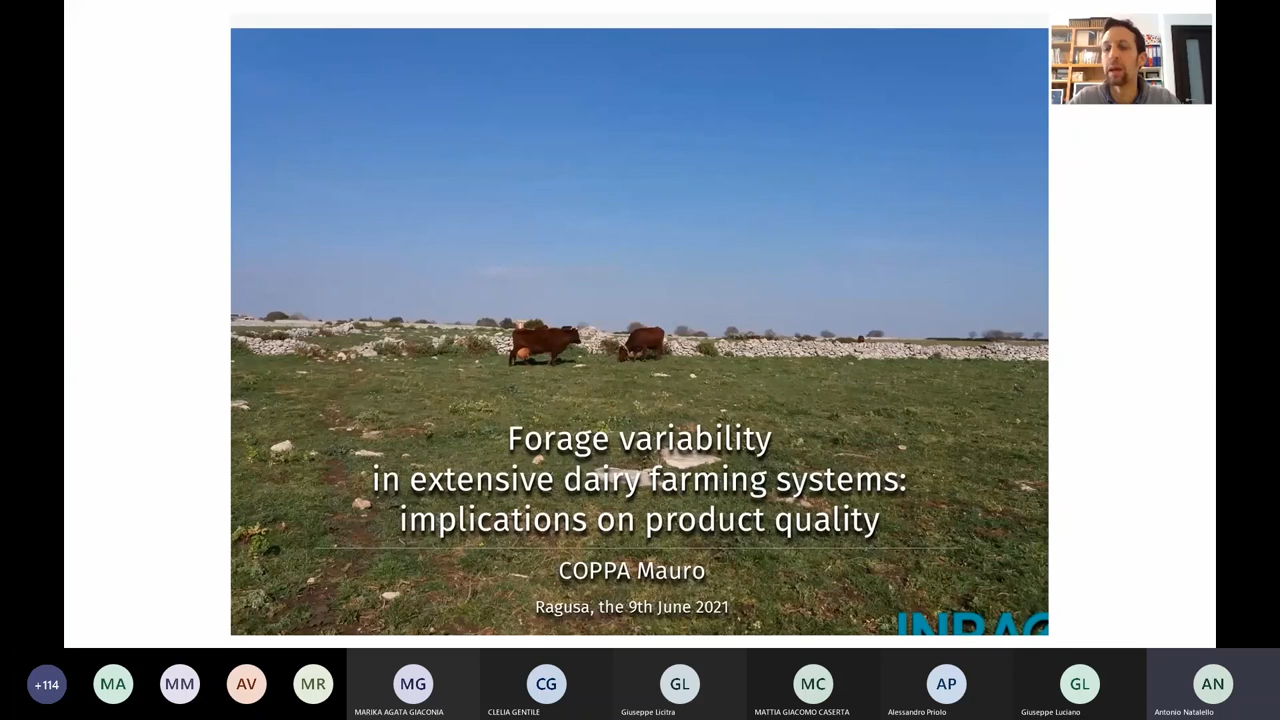 Forage variability
in extensive dairy farming systems:
implications on product quality
COPPA Mauro
Ragusa, the 9th June 2021
INRAE
+114
MA
MM
AV
MR
MG
CG
GL
MC
AP
GL
AN
MARIKA AGATA GIACONIA
CLELIA GENTILE
Giuseppe Licitra
MATTIA GIACOMO CASERTA
Alessandro Priolo
Giuseppe Luciano
Antonio Natalello